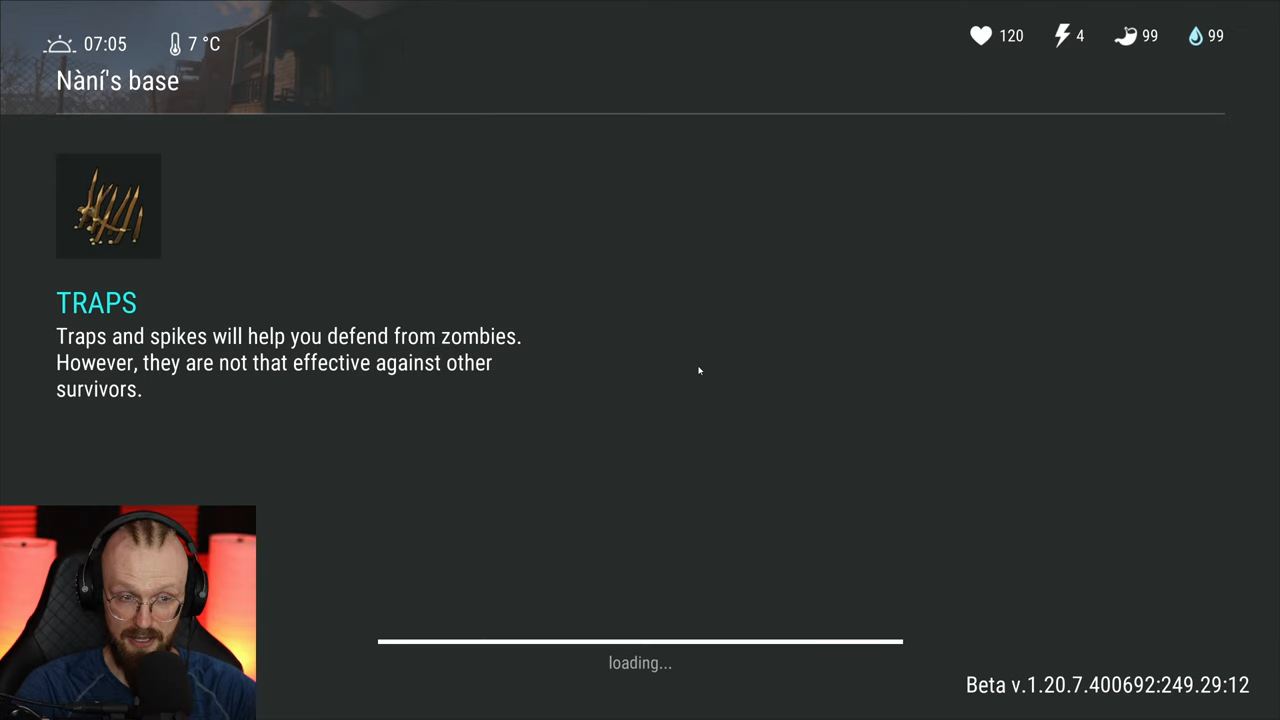 07:05
7 °C
120
4
99
99
Nàní's base
TRAPS
Traps and spikes will help you defend from zombies.
However, they are not that effective against other
survivors.
loading...
Beta v.1.20.7.400692:249.29:12